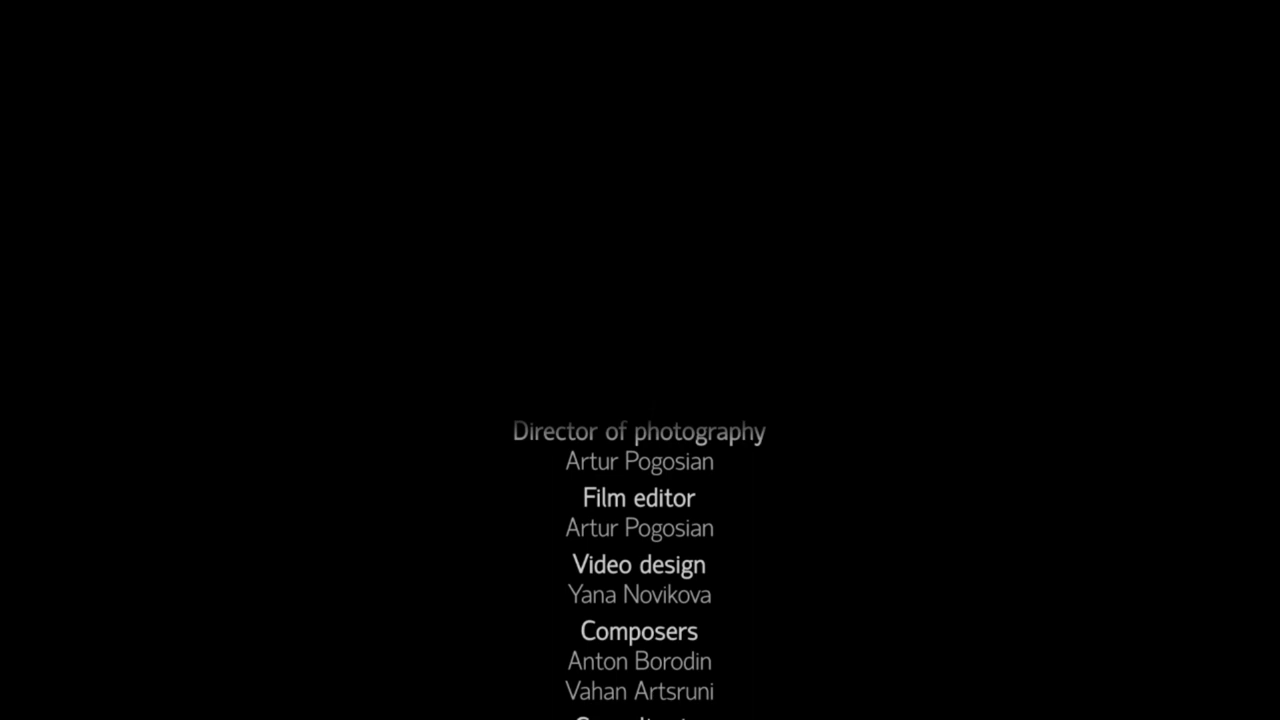 Director of photography
Artur Pogosian
Film editor
Artur Pogosian
Video design
Yana Novikova
Composers
Anton Borodin
Vahan Artsruni